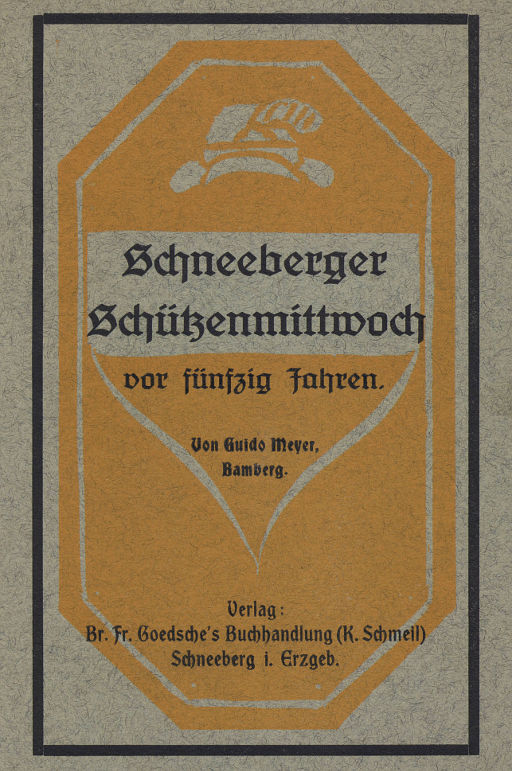 Schneeberger
Schützenmittwoch
vor fünfzig Jahren.
Von Guido Meyer,
Bamberg.
Verlag:
Br. Fr. Goedsche's Buchhandlung (K. Schmeil)
Schneeberg i. Erzgeb.